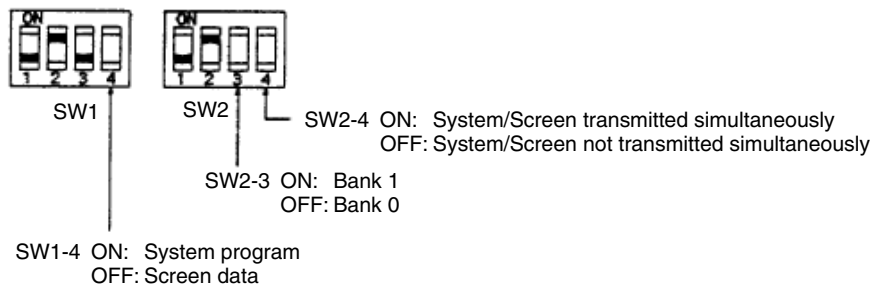 ON ON
1 2 3 4 1 2 3 4
SW1 SW2
SW2-4 ON: System/Screen transmitted simultaneously
OFF: System/Screen not transmitted simultaneously
SW2-3 ON: Bank 1
OFF: Bank 0
SW1-4 ON: System program
OFF: Screen data